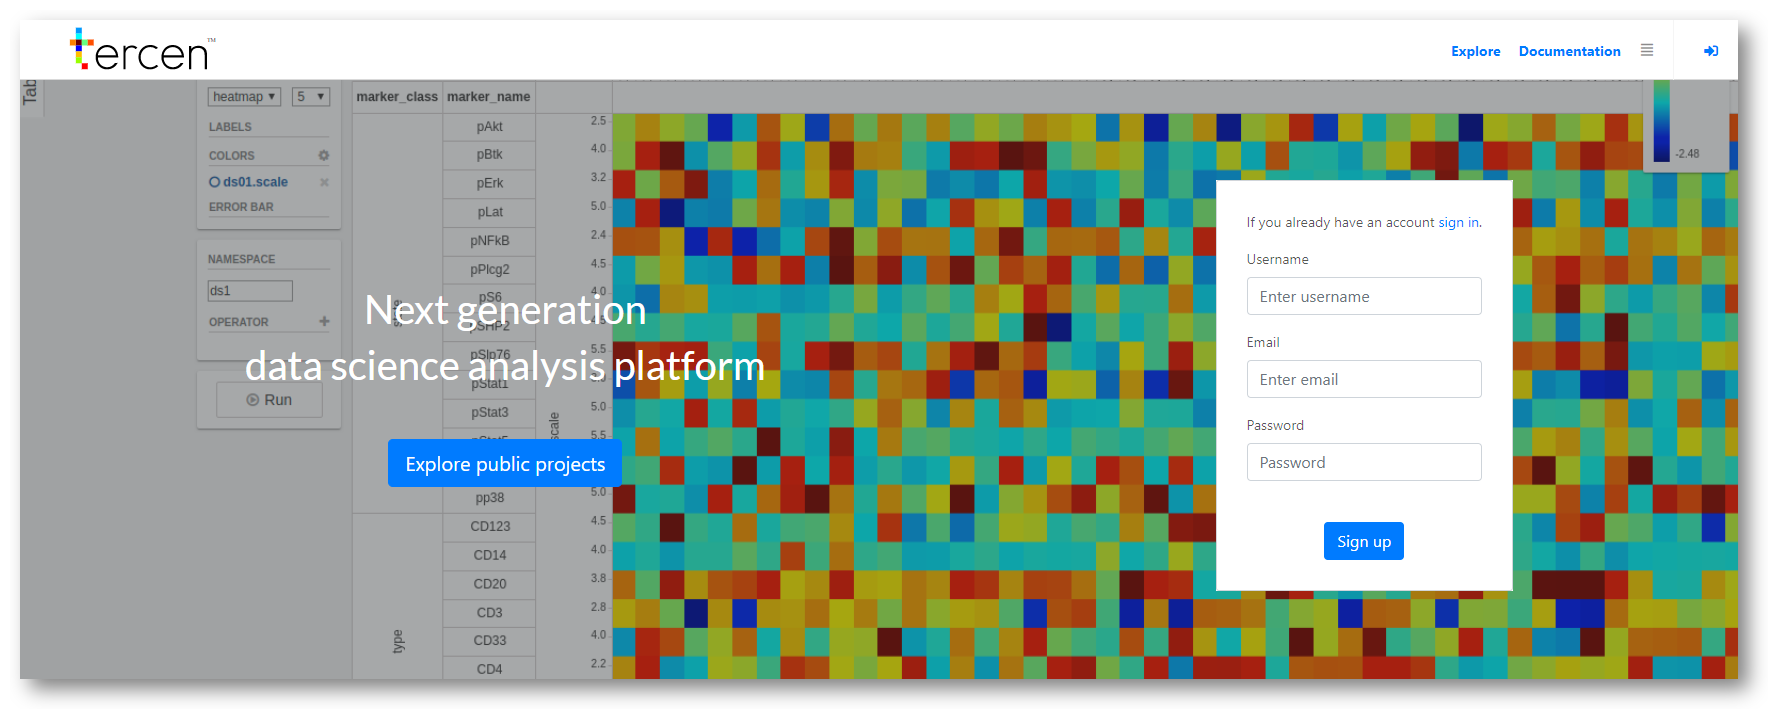 tercen™
Explore
Documentation
Tab
heatmap
5
LABELS
COLORS
ds01.scale
ERROR BAR
NAMESPACE
ds1
OPERATOR
Run
marker_class
marker_name
pAkt
2.5
pBtk
4.0
pErk
3.2
pLat
5.0
pNFkB
2.4
pPlcg2
4.5
pS6
4.0
pSHP2
pSlp76
5.5
pStat1
pStat3
5.0
5.5
pp38
5.0
scale
CD123
4.5
CD14
4.0
CD20
3.8
CD3
2.8
CD33
4.0
CD4
2.2
type
-2.48
Next generation
data science analysis platform
Explore public projects
If you already have an account sign in.
Username
Enter username
Email
Enter email
Password
Password
Sign up